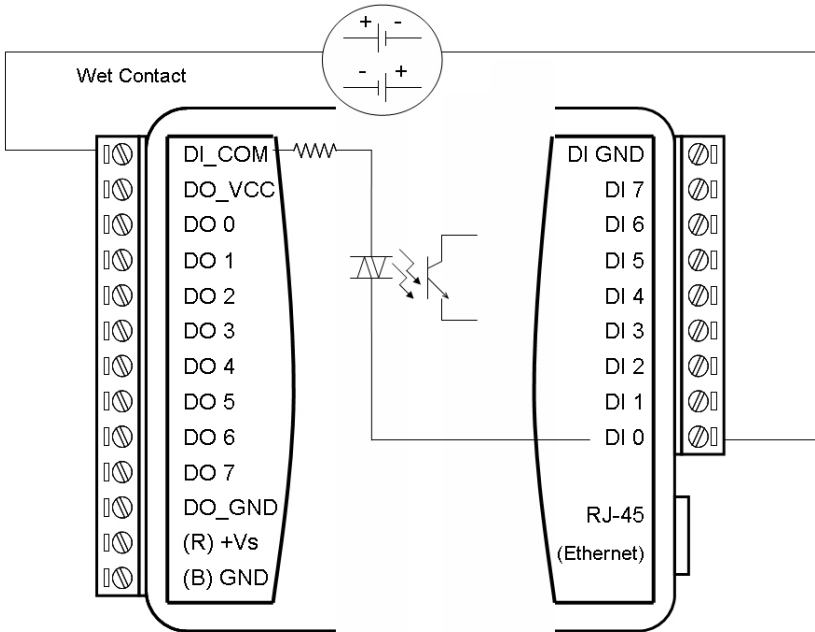 + -
- +
Wet Contact
DI_COM
DO_VCC
DO 0
DO 1
DO 2
DO 3
DO 4
DO 5
DO 6
DO 7
DO_GND
(R) +Vs
(B) GND
DI GND
DI 7
DI 6
DI 5
DI 4
DI 3
DI 2
DI 1
DI 0
RJ-45
(Ethernet)